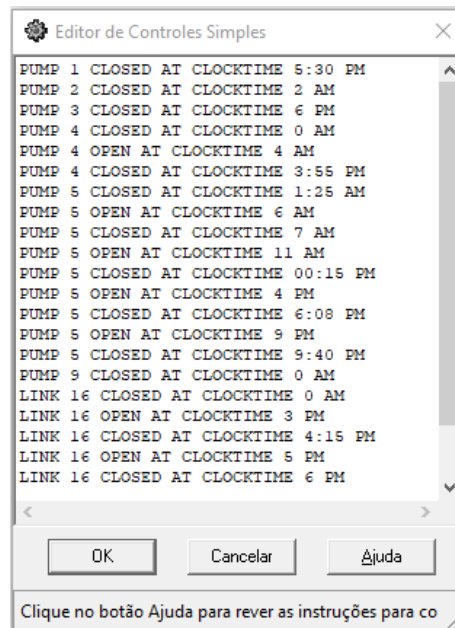 Editor de Controles Simples
PUMP 1 CLOSED AT CLOCKTIME 5:30 PM
PUMP 2 CLOSED AT CLOCKTIME 2 AM
PUMP 3 CLOSED AT CLOCKTIME 6 PM
PUMP 4 CLOSED AT CLOCKTIME 0 AM
PUMP 4 OPEN AT CLOCKTIME 4 AM
PUMP 4 CLOSED AT CLOCKTIME 3:55 PM
PUMP 5 CLOSED AT CLOCKTIME 1:25 AM
PUMP 5 OPEN AT CLOCKTIME 6 AM
PUMP 5 CLOSED AT CLOCKTIME 7 AM
PUMP 5 OPEN AT CLOCKTIME 11 AM
PUMP 5 CLOSED AT CLOCKTIME 00:15 PM
PUMP 5 OPEN AT CLOCKTIME 4 PM
PUMP 5 CLOSED AT CLOCKTIME 6:08 PM
PUMP 5 OPEN AT CLOCKTIME 9 PM
PUMP 5 CLOSED AT CLOCKTIME 9:40 PM
PUMP 9 CLOSED AT CLOCKTIME 0 AM
LINK 16 CLOSED AT CLOCKTIME 0 AM
LINK 16 OPEN AT CLOCKTIME 3 PM
LINK 16 CLOSED AT CLOCKTIME 4:15 PM
LINK 16 OPEN AT CLOCKTIME 5 PM
LINK 16 CLOSED AT CLOCKTIME 6 PM
OK Cancelar Ajuda
Clique no botão Ajuda para rever as instruções para co